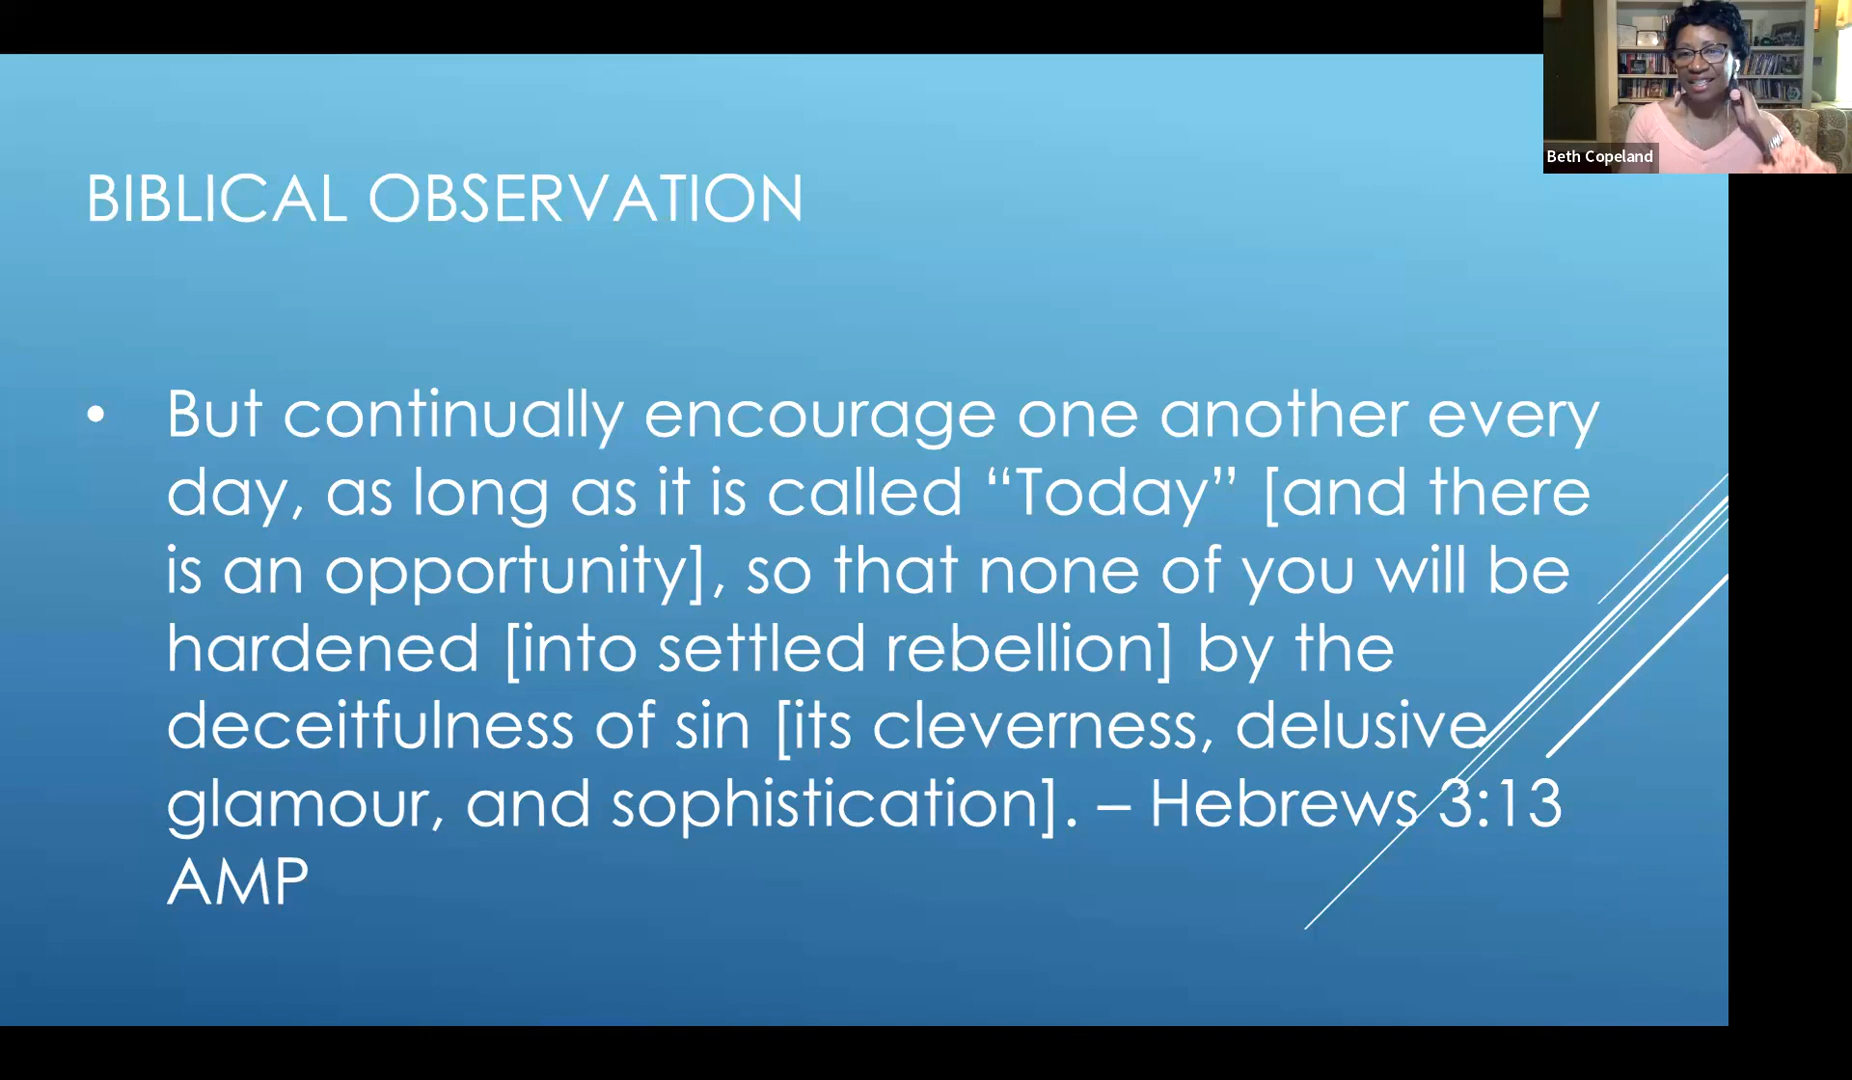 Beth Copeland
BIBLICAL OBSERVATION
• But continually encourage one another every
day, as long as it is called “Today” [and there
is an opportunity], so that none of you will be
hardened [into settled rebellion] by the
deceitfulness of sin [its cleverness, delusive
glamour, and sophistication]. – Hebrews 3:13
AMP